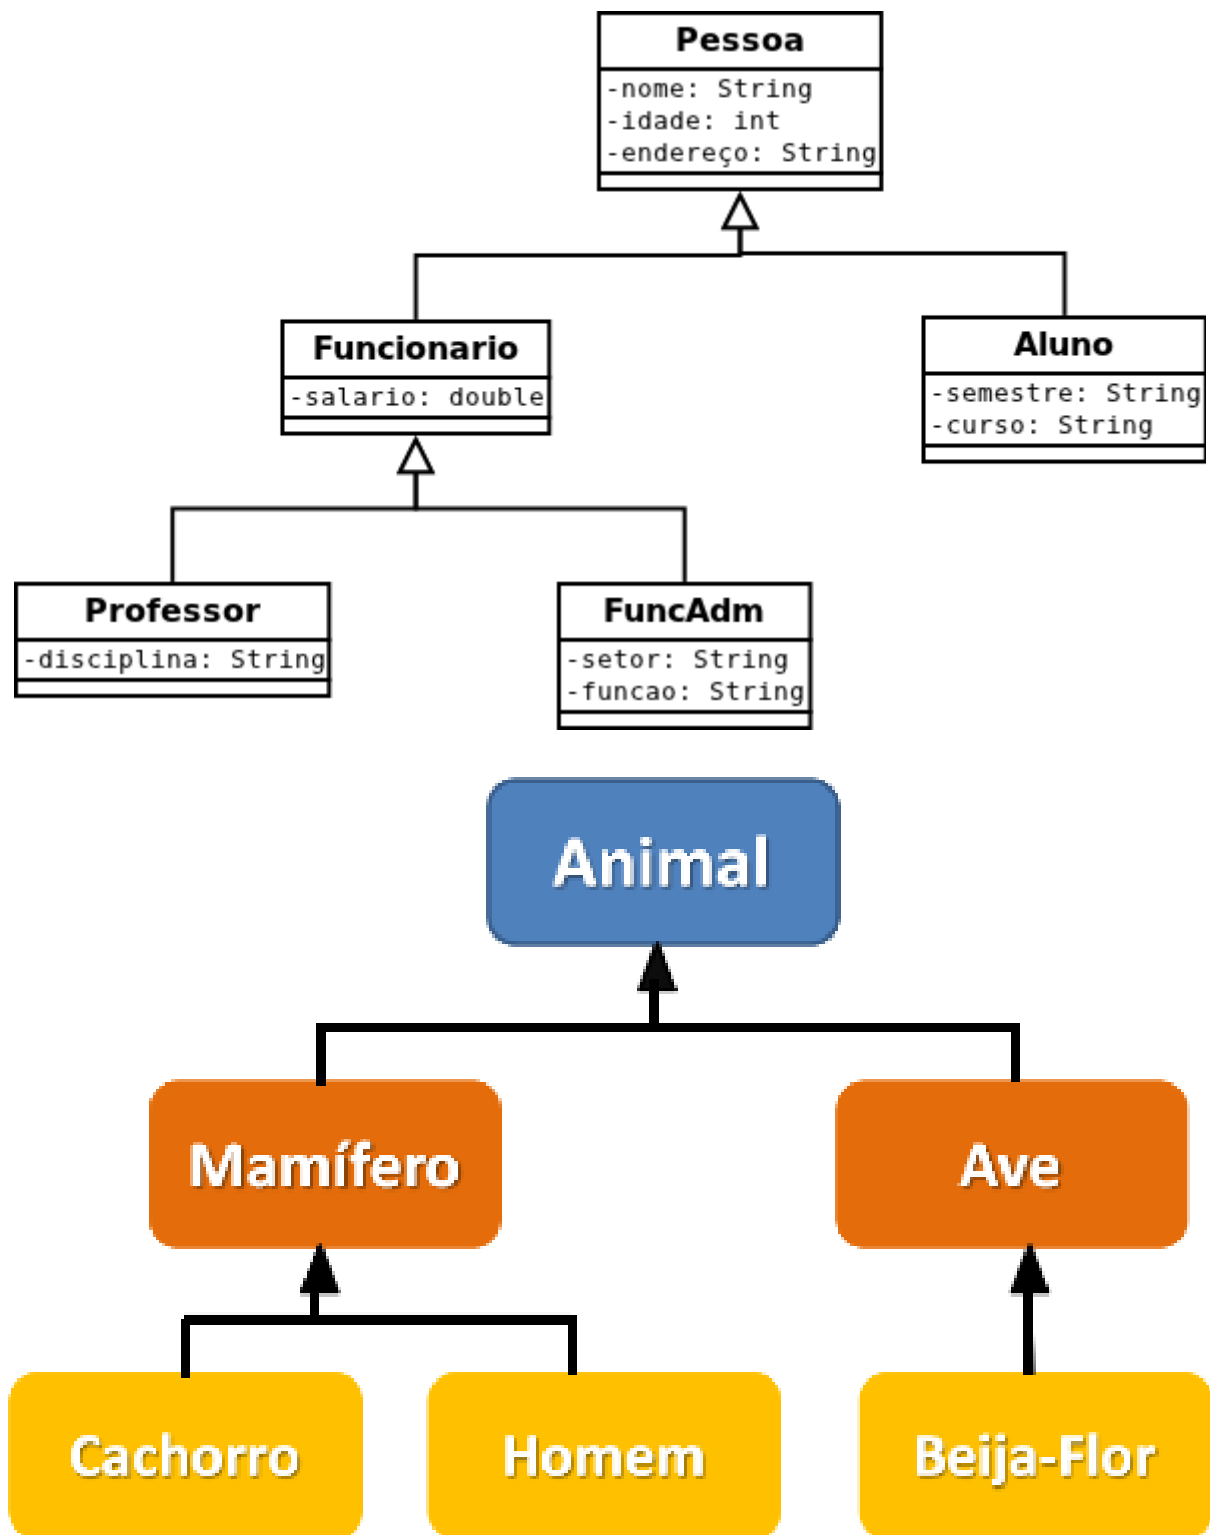 Pessoa
-nome: String
-idade: int
-endereço: String
Funcionario
-salario: double
Aluno
-semestre: String
-curso: String
Professor
-disciplina: String
FuncAdm
-setor: String
-funcao: String
Animal
Mamífero
Ave
Cachorro
Homem
Beija-Flor